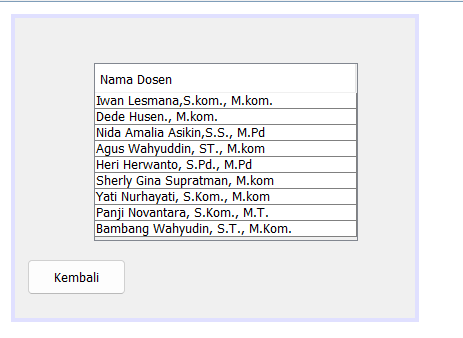 Nama Dosen
Iwan Lesmana,S.kom., M.kom.
Dede Husen., M.kom.
Nida Amalia Asikin,S.S., M.Pd
Agus Wahyuddin, ST., M.kom
Heri Herwanto, S.Pd., M.Pd
Sherly Gina Supratman, M.kom
Yati Nurhayati, S.Kom., M.kom
Panji Novantara, S.Kom., M.T.
Bambang Wahyudin, S.T., M.Kom.
Kembali